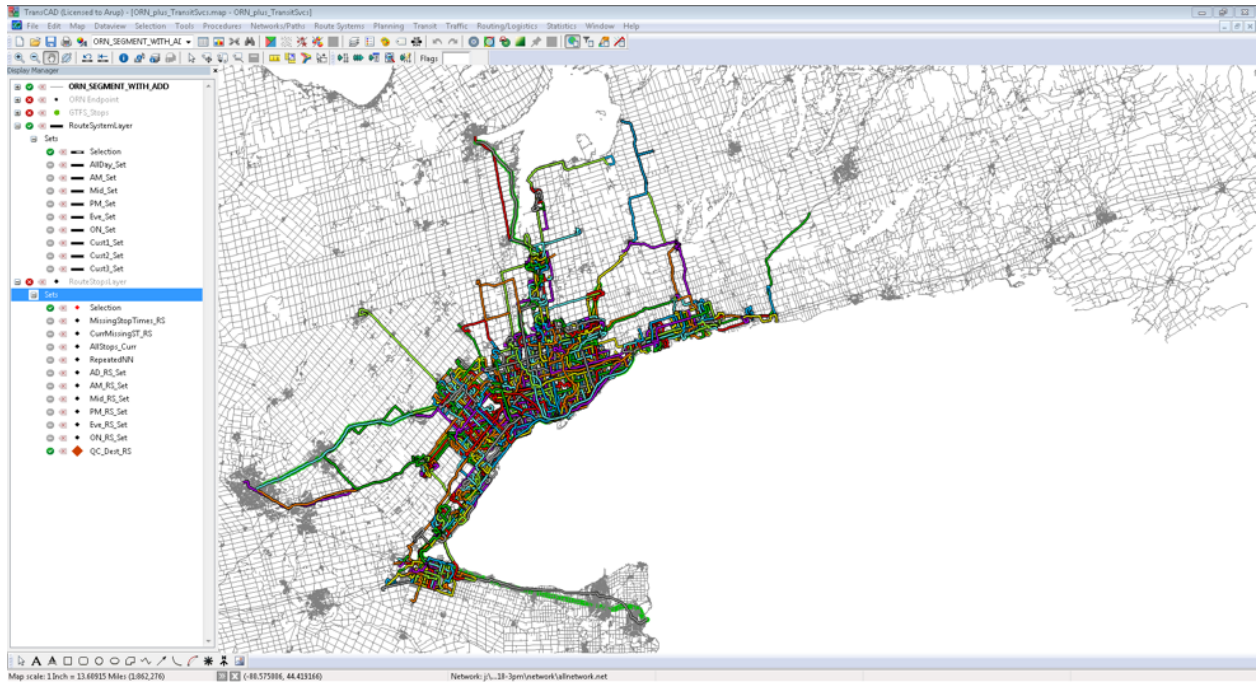 TransCAD (Licensed to Arup) - [ORN_plus_TransitSvcs.map - ORN_plus_TransitSvcs]
File Edit Map Dataview Selection Tools Procedures Networks/Paths Route Systems Planning Transit Traffic Routing/Logistics Statistics Window Help
ORN_SEGMENT_WITH_AD
Flags
Display Manager
ORN_SEGMENT_WITH_ADD
ORN Endpoint
GTFS_Stops
RouteSystemLayer
Sets
Selection
AllDay_Set
AM_Set
Mid_Set
PM_Set
Eve_Set
ON_Set
Cust1_Set
Cust2_Set
Cust3_Set
RouteStopsLayer
Sets
Selection
MissingStopTimes_RS
CurrMissingST_RS
AllStops_Curr
RepeatedNN
AD_RS_Set
AM_RS_Set
Mid_RS_Set
PM_RS_Set
Eve_RS_Set
ON_RS_Set
QC_Dest_RS
Map scale: 1 Inch = 13.60915 Miles (1:862,276) (-80.575806, 44.419166) Network: j:\...18-3pm\network\allnetwork.net